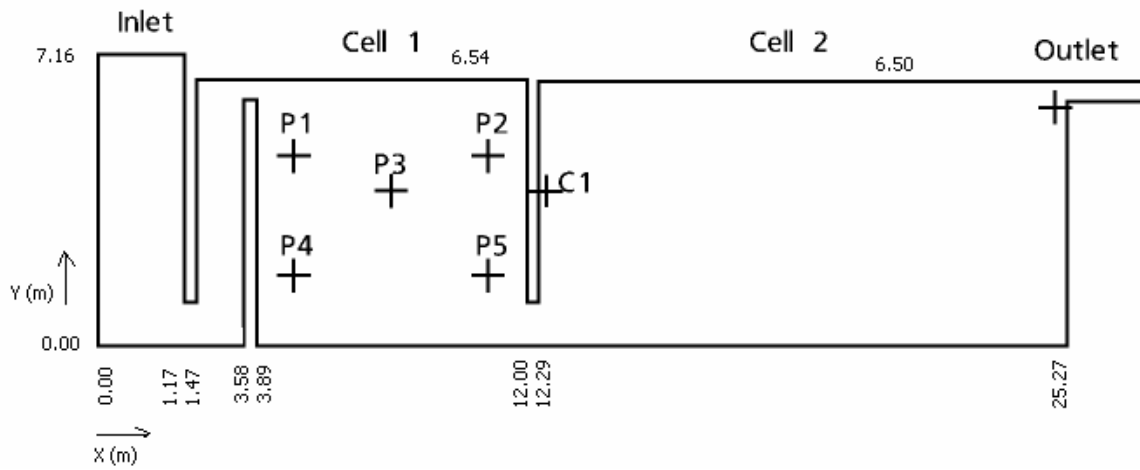 Inlet
Cell 1
Cell 2
7.16
6.54
6.50
Outlet
P1
P2
P3
C1
P4
P5
Y (m)
0.00
0.00
1.17
1.47
3.58
3.89
12.00
12.29
25.27
X (m)